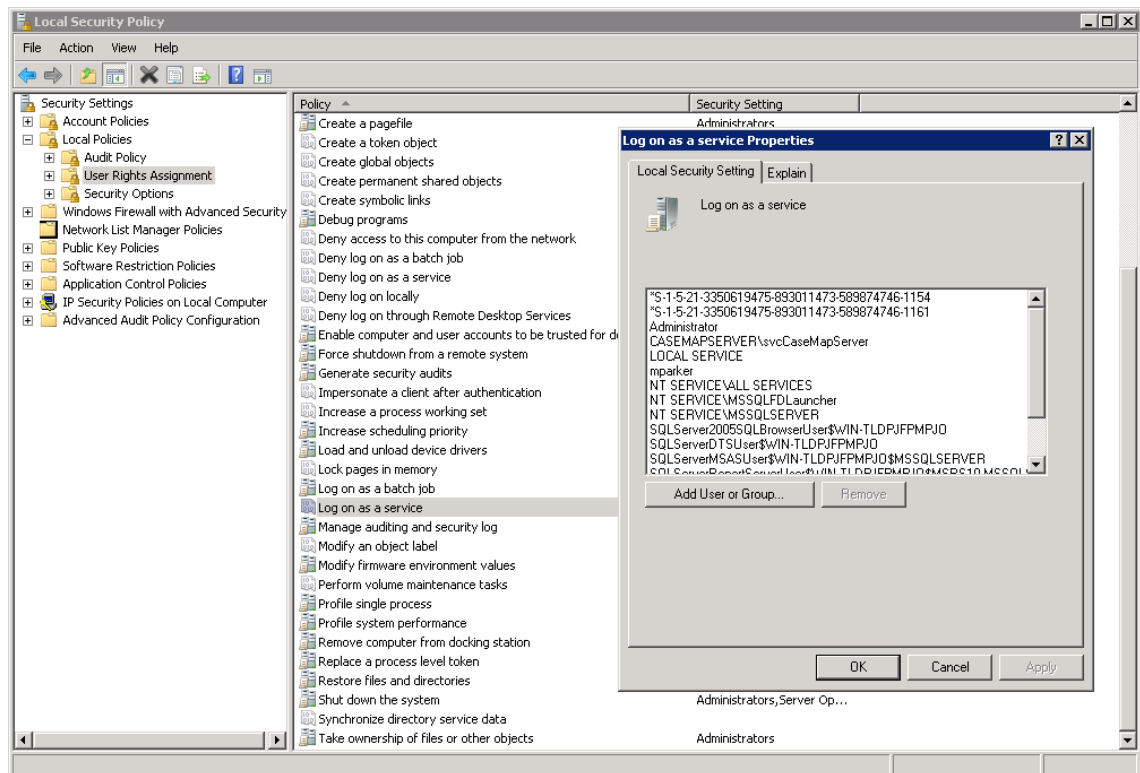 Local Security Policy
File Action View Help
Security Settings
Account Policies
Local Policies
Audit Policy
User Rights Assignment
Security Options
Windows Firewall with Advanced Security
Network List Manager Policies
Public Key Policies
Software Restriction Policies
Application Control Policies
IP Security Policies on Local Computer
Advanced Audit Policy Configuration
Policy Security Setting
Create a pagefile Administrators
Create a token object
Create global objects
Create permanent shared objects
Create symbolic links
Debug programs
Deny access to this computer from the network
Deny log on as a batch job
Deny log on as a service
Deny log on locally
Deny log on through Remote Desktop Services
Enable computer and user accounts to be trusted for d
Force shutdown from a remote system
Generate security audits
Impersonate a client after authentication
Increase a process working set
Increase scheduling priority
Load and unload device drivers
Lock pages in memory
Log on as a batch job
Log on as a service
Manage auditing and security log
Modify an object label
Modify firmware environment values
Perform volume maintenance tasks
Profile single process
Profile system performance
Remove computer from docking station
Replace a process level token
Restore files and directories
Shut down the system Administrators,Server Op...
Synchronize directory service data
Take ownership of files or other objects Administrators
Log on as a service Properties
Local Security Setting Explain
Log on as a service
*S-1-5-21-3350619475-893011473-589874746-1154
*S-1-5-21-3350619475-893011473-589874746-1161
Administrator
CASEMAPSERVER\svcCaseMapServer
LOCAL SERVICE
mparker
NT SERVICE\ALL SERVICES
NT SERVICE\MSSQLFDLauncher
NT SERVICE\MSSQLSERVER
SQLServer2005SQLBrowserUser$WIN-TLDPJFPMPJO
SQLServerDTSUser$WIN-TLDPJFPMPJO
SQLServerMSASUser$WIN-TLDPJFPMPJO$MSSQLSERVER
Add User or Group... Remove
OK Cancel Apply